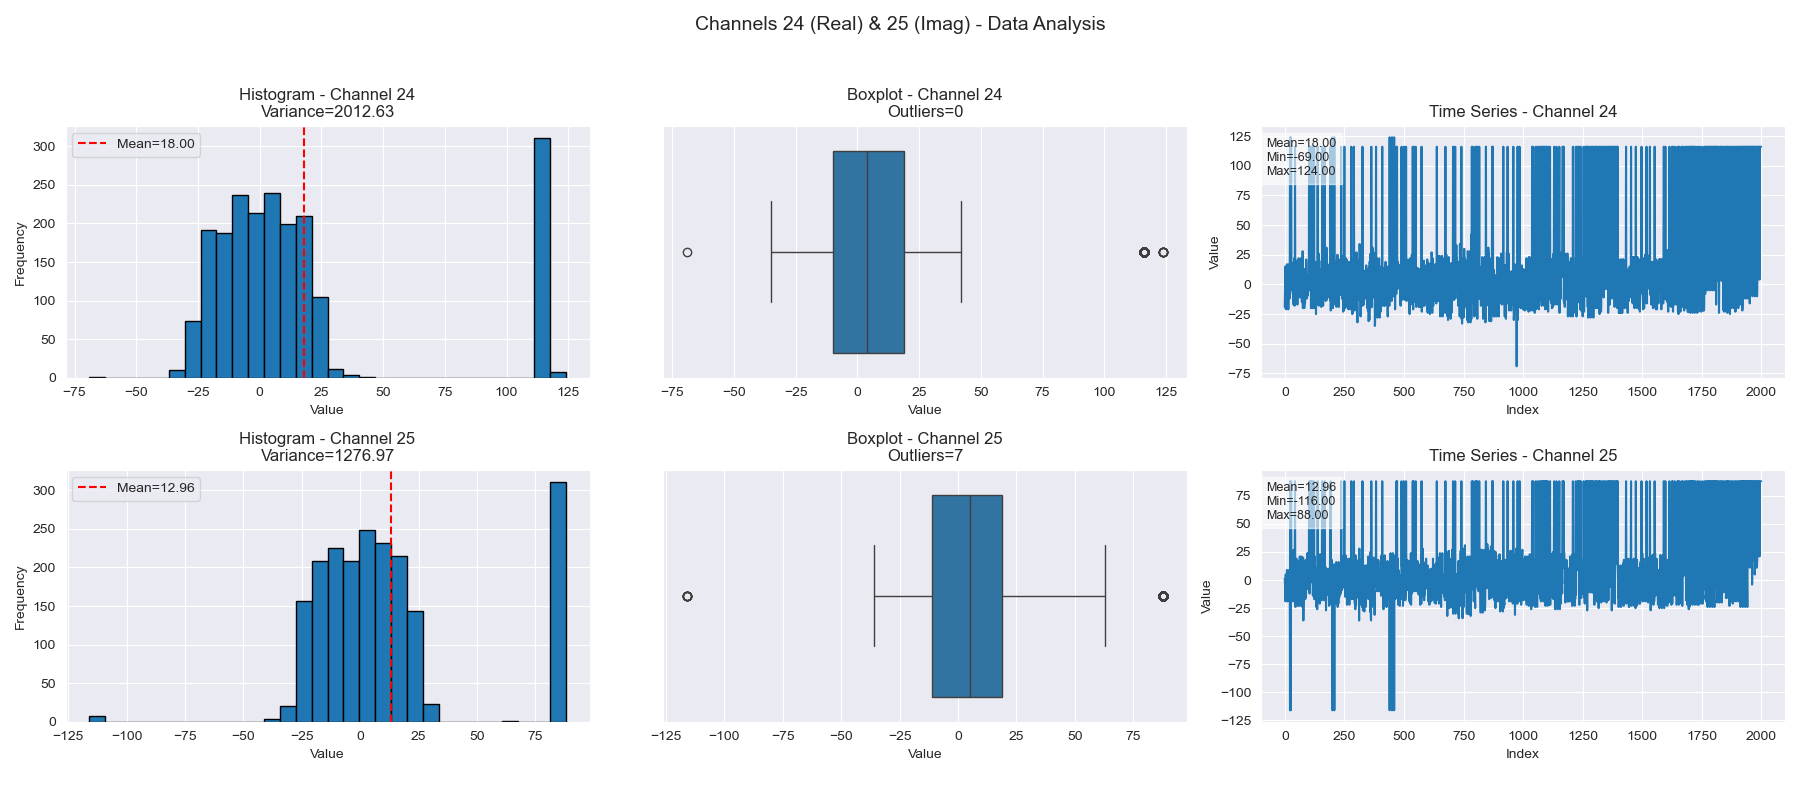 Channels 24 (Real) & 25 (Imag) - Data Analysis
Histogram - Channel 24
Variance=2012.63
Mean=18.00
Frequency
300
250
200
150
100
50
0
−75 −50 −25 0 25 50 75 100 125
Value
Boxplot - Channel 24
Outliers=0
−75 −50 −25 0 25 50 75 100 125
Value
Time Series - Channel 24
Mean=18.00
Min=-69.00
Max=124.00
Value
125
100
75
50
25
0
−25
−50
−75
0 250 500 750 1000 1250 1500 1750 2000
Index
Histogram - Channel 25
Variance=1276.97
Mean=12.96
Frequency
300
250
200
150
100
50
0
−125 −100 −75 −50 −25 0 25 50 75
Value
Boxplot - Channel 25
Outliers=7
−125 −100 −75 −50 −25 0 25 50 75
Value
Time Series - Channel 25
Mean=12.96
Min=-116.00
Max=88.00
Value
75
50
25
0
−25
−50
−75
−100
−125
0 250 500 750 1000 1250 1500 1750 2000
Index